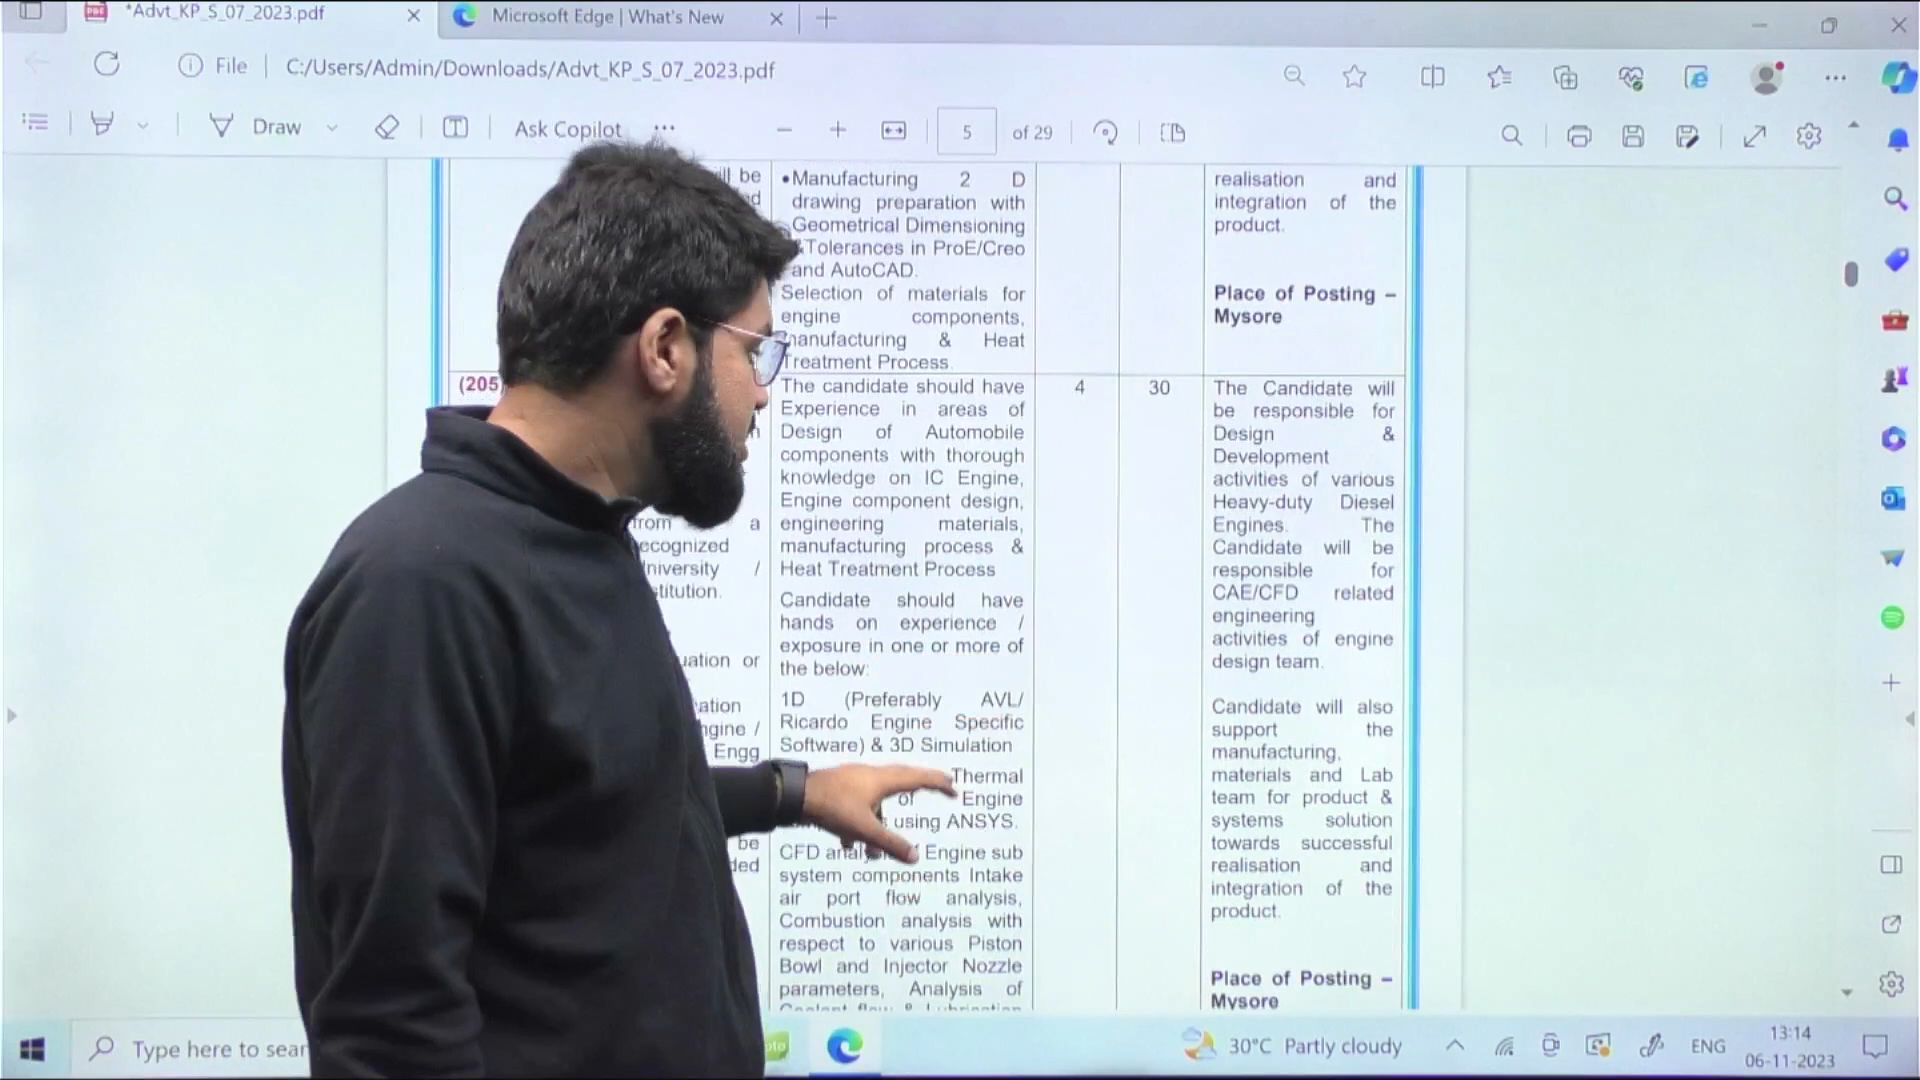 *Advt_KP_S_07_2023.pdf
Microsoft Edge | What's New
File
C:/Users/Admin/Downloads/Advt_KP_S_07_2023.pdf
Draw
Ask Copilot
5
of 29
be
•Manufacturing 2 D
drawing preparation with
Geometrical Dimensioning
Tolerances in ProE/Creo
and AutoCAD.
Selection of materials for
engine components,
manufacturing & Heat
Treatment Process.
realisation and
integration of the
product.
Place of Posting –
Mysore
(205)
from a
recognized
University /
or
Engg
be
The candidate should have
Experience in areas of
Design of Automobile
components with thorough
knowledge on IC Engine,
Engine component design,
engineering materials,
manufacturing process &
Heat Treatment Process
Candidate should have
hands on experience /
exposure in one or more of
the below:
1D (Preferably AVL/
Ricardo Engine Specific
Software) & 3D Simulation
Thermal
of Engine
using ANSYS.
CFD Engine sub
system components Intake
air port flow analysis,
Combustion analysis with
respect to various Piston
Bowl and Injector Nozzle
parameters, Analysis of
4
30
The Candidate will
be responsible for
Design &
Development
activities of various
Heavy-duty Diesel
Engines. The
Candidate will be
responsible for
CAE/CFD related
engineering
activities of engine
design team.
Candidate will also
support the
manufacturing,
materials and Lab
team for product &
systems solution
towards successful
realisation and
integration of the
product.
Place of Posting –
Mysore
Type here to sear
30°C Partly cloudy
ENG
13:14
06-11-2023